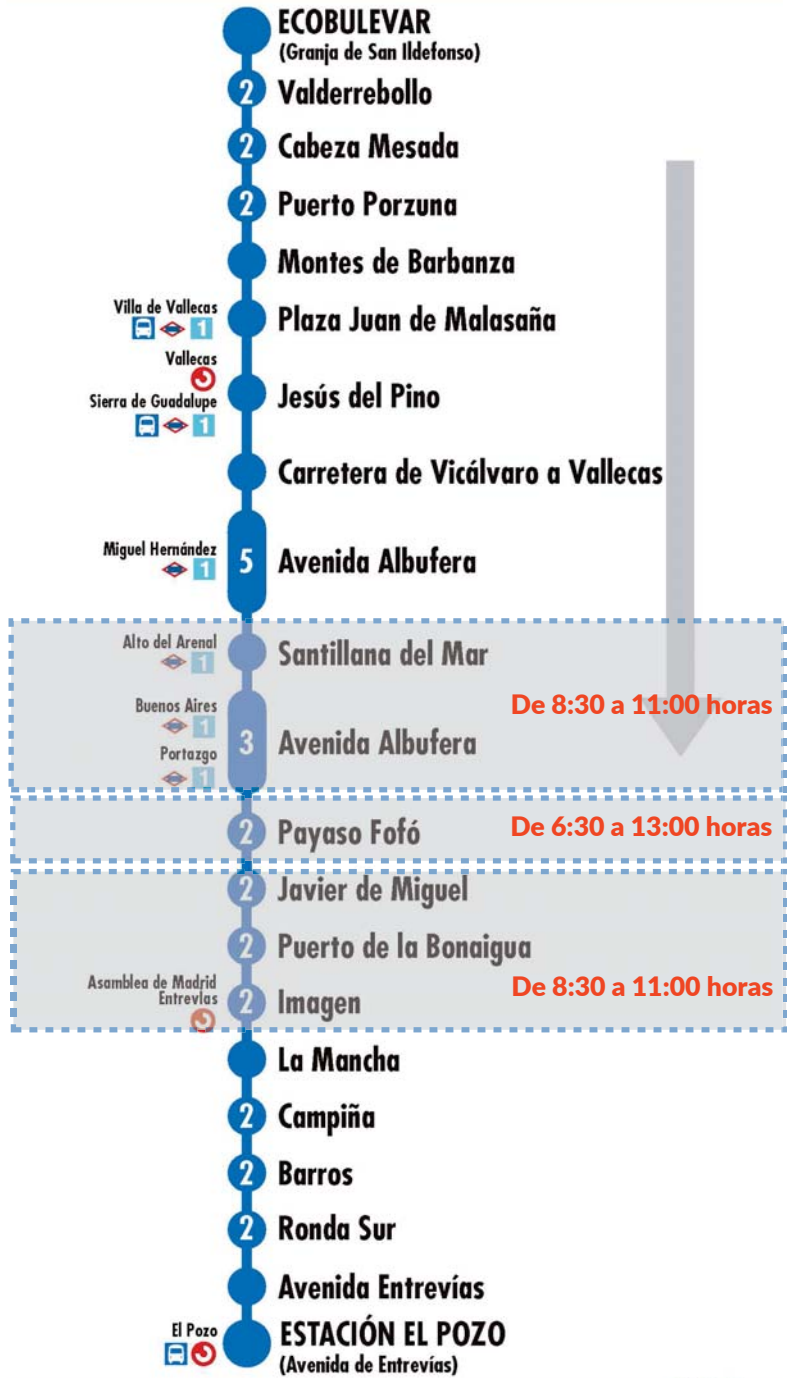 ECOBULEVAR
(Granja de San Ildefonso)
2 Valderrebollo
2 Cabeza Mesada
2 Puerto Porzuna
Montes de Barbanza
Villa de Vallecas
1
Plaza Juan de Malasaña
Vallecas
Sierra de Guadalupe
1
Jesús del Pino
Carretera de Vicálvaro a Vallecas
Miguel Hernández
1
5 Avenida Albufera
Alto del Arenal
1
Santillana del Mar
De 8:30 a 11:00 horas
Buenos Aires
1
Portazgo
1
3 Avenida Albufera
2 Payaso Fofó
De 6:30 a 13:00 horas
2 Javier de Miguel
2 Puerto de la Bonaigua
Asamblea de Madrid
Entrevías
2 Imagen
De 8:30 a 11:00 horas
La Mancha
2 Campiña
2 Barros
2 Ronda Sur
Avenida Entrevías
El Pozo
ESTACIÓN EL POZO
(Avenida de Entrevías)